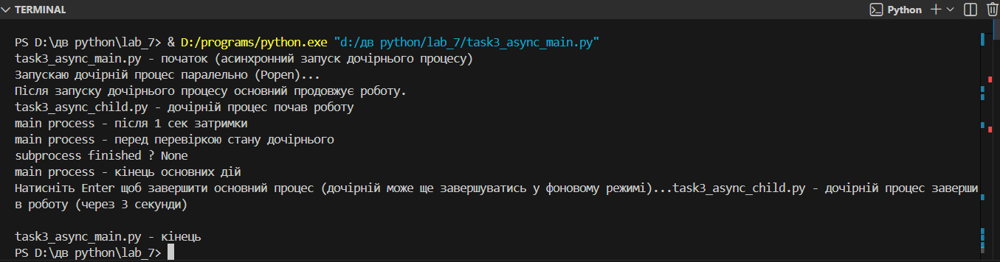 TERMINAL
Python
PS D:\дв python\lab_7> & D:/programs/python.exe "d:/дв python/lab_7/task3_async_main.py"
task3_async_main.py - початок (асинхронний запуск дочірнього процесу)
Запускаю дочірній процес паралельно (Popen)...
Після запуску дочірнього процесу основний продовжує роботу.
task3_async_child.py - дочірній процес почав роботу
main process - після 1 сек затримки
main process - перед перевіркою стану дочірнього
subprocess finished ? None
main process - кінець основних дій
Натисніть Enter щоб завершити основний процес (дочірній може ще завершуватись у фоновому режимі)...task3_async_child.py - дочірній процес заверши
в роботу (через 3 секунди)
task3_async_main.py - кінець
PS D:\дв python\lab_7>